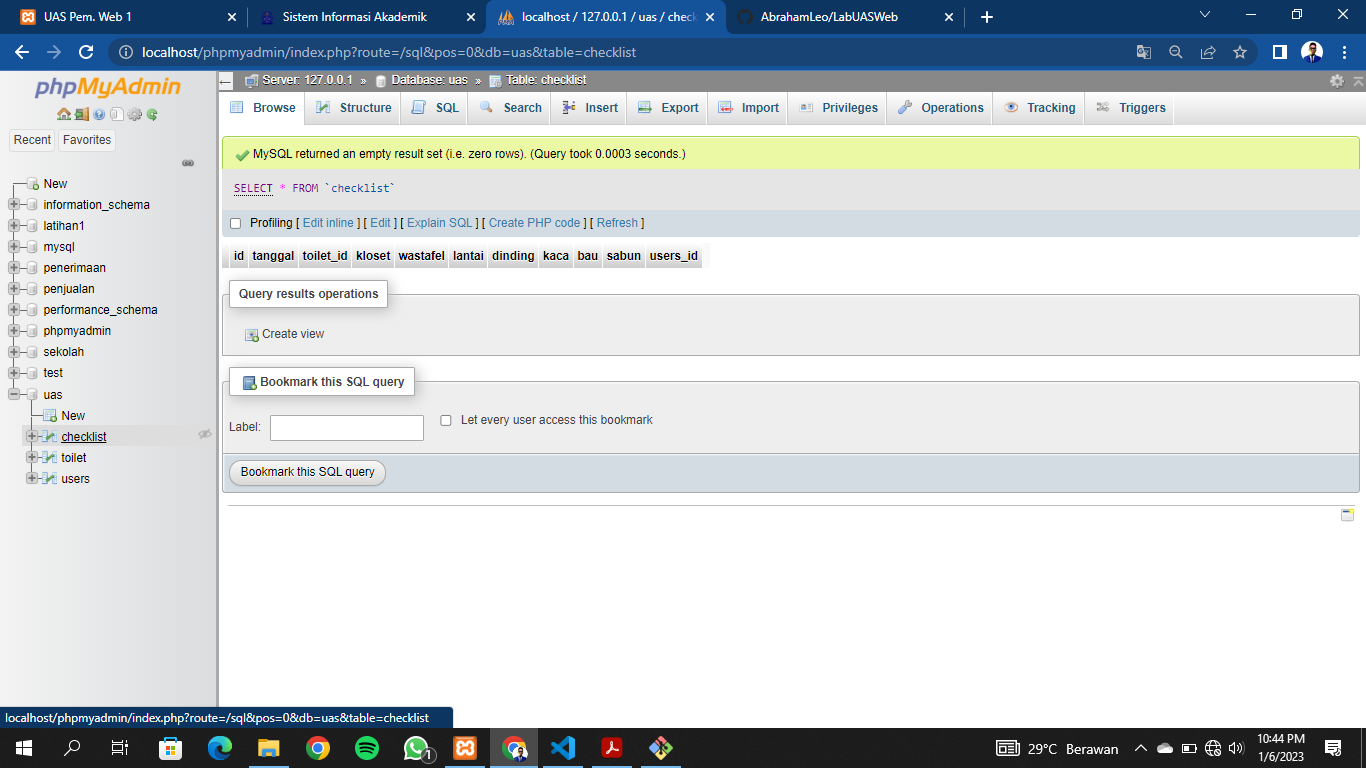 UAS Pem. Web 1
Sistem Informasi Akademik
localhost / 127.0.0.1 / uas / chec
AbrahamLeo/LabUASWeb
localhost/phpmyadmin/index.php?route=/sql&pos=0&db=uas&table=checklist
phpMyAdmin
Recent
Favorites
New
information_schema
latihan1
mysql
penerimaan
penjualan
performance_schema
phpmyadmin
sekolah
test
uas
New
checklist
toilet
users
Server: 127.0.0.1 » Database: uas » Table: checklist
Browse Structure SQL Search Insert Export Import Privileges Operations Tracking Triggers
MySQL returned an empty result set (i.e. zero rows). (Query took 0.0003 seconds.)
SELECT * FROM `checklist`
Profiling [ Edit inline ] [ Edit ] [ Explain SQL ] [ Create PHP code ] [ Refresh ]
id tanggal toilet_id kloset wastafel lantai dinding kaca bau sabun users_id
Query results operations
Create view
Bookmark this SQL query
Label:
Let every user access this bookmark
Bookmark this SQL query
localhost/phpmyadmin/index.php?route=/sql&pos=0&db=uas&table=checklist
1
29°C Berawan
10:44 PM
1/6/2023